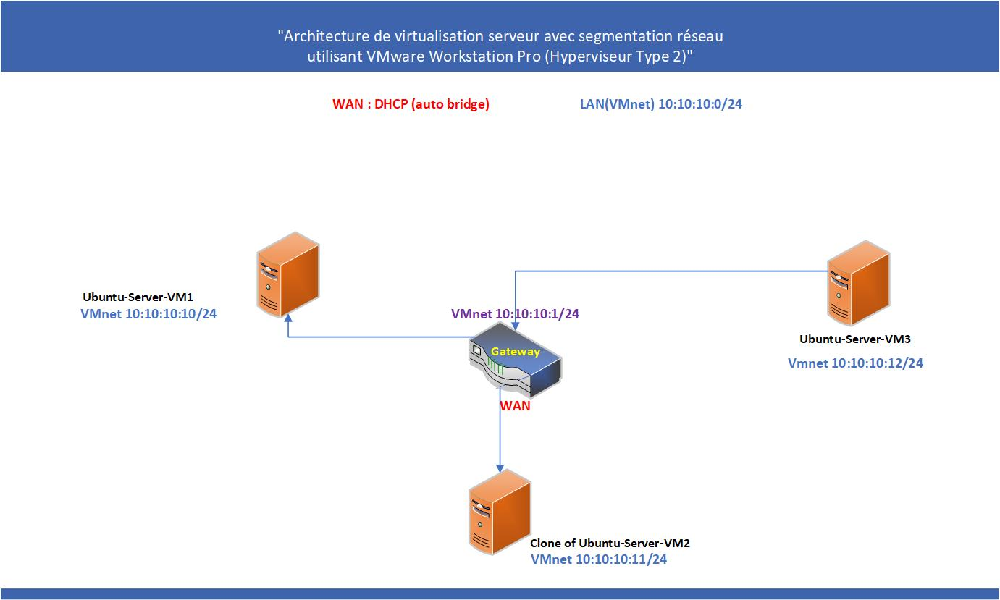 "Architecture de virtualisation serveur avec segmentation réseau
utilisant VMware Workstation Pro (Hyperviseur Type 2)"
WAN : DHCP (auto bridge)
LAN(VMnet) 10:10:10:0/24
Ubuntu-Server-VM1
VMnet 10:10:10:10/24
VMnet 10:10:10:1/24
Gateway
WAN
Ubuntu-Server-VM3
Vmnet 10:10:10:12/24
Clone of Ubuntu-Server-VM2
VMnet 10:10:10:11/24